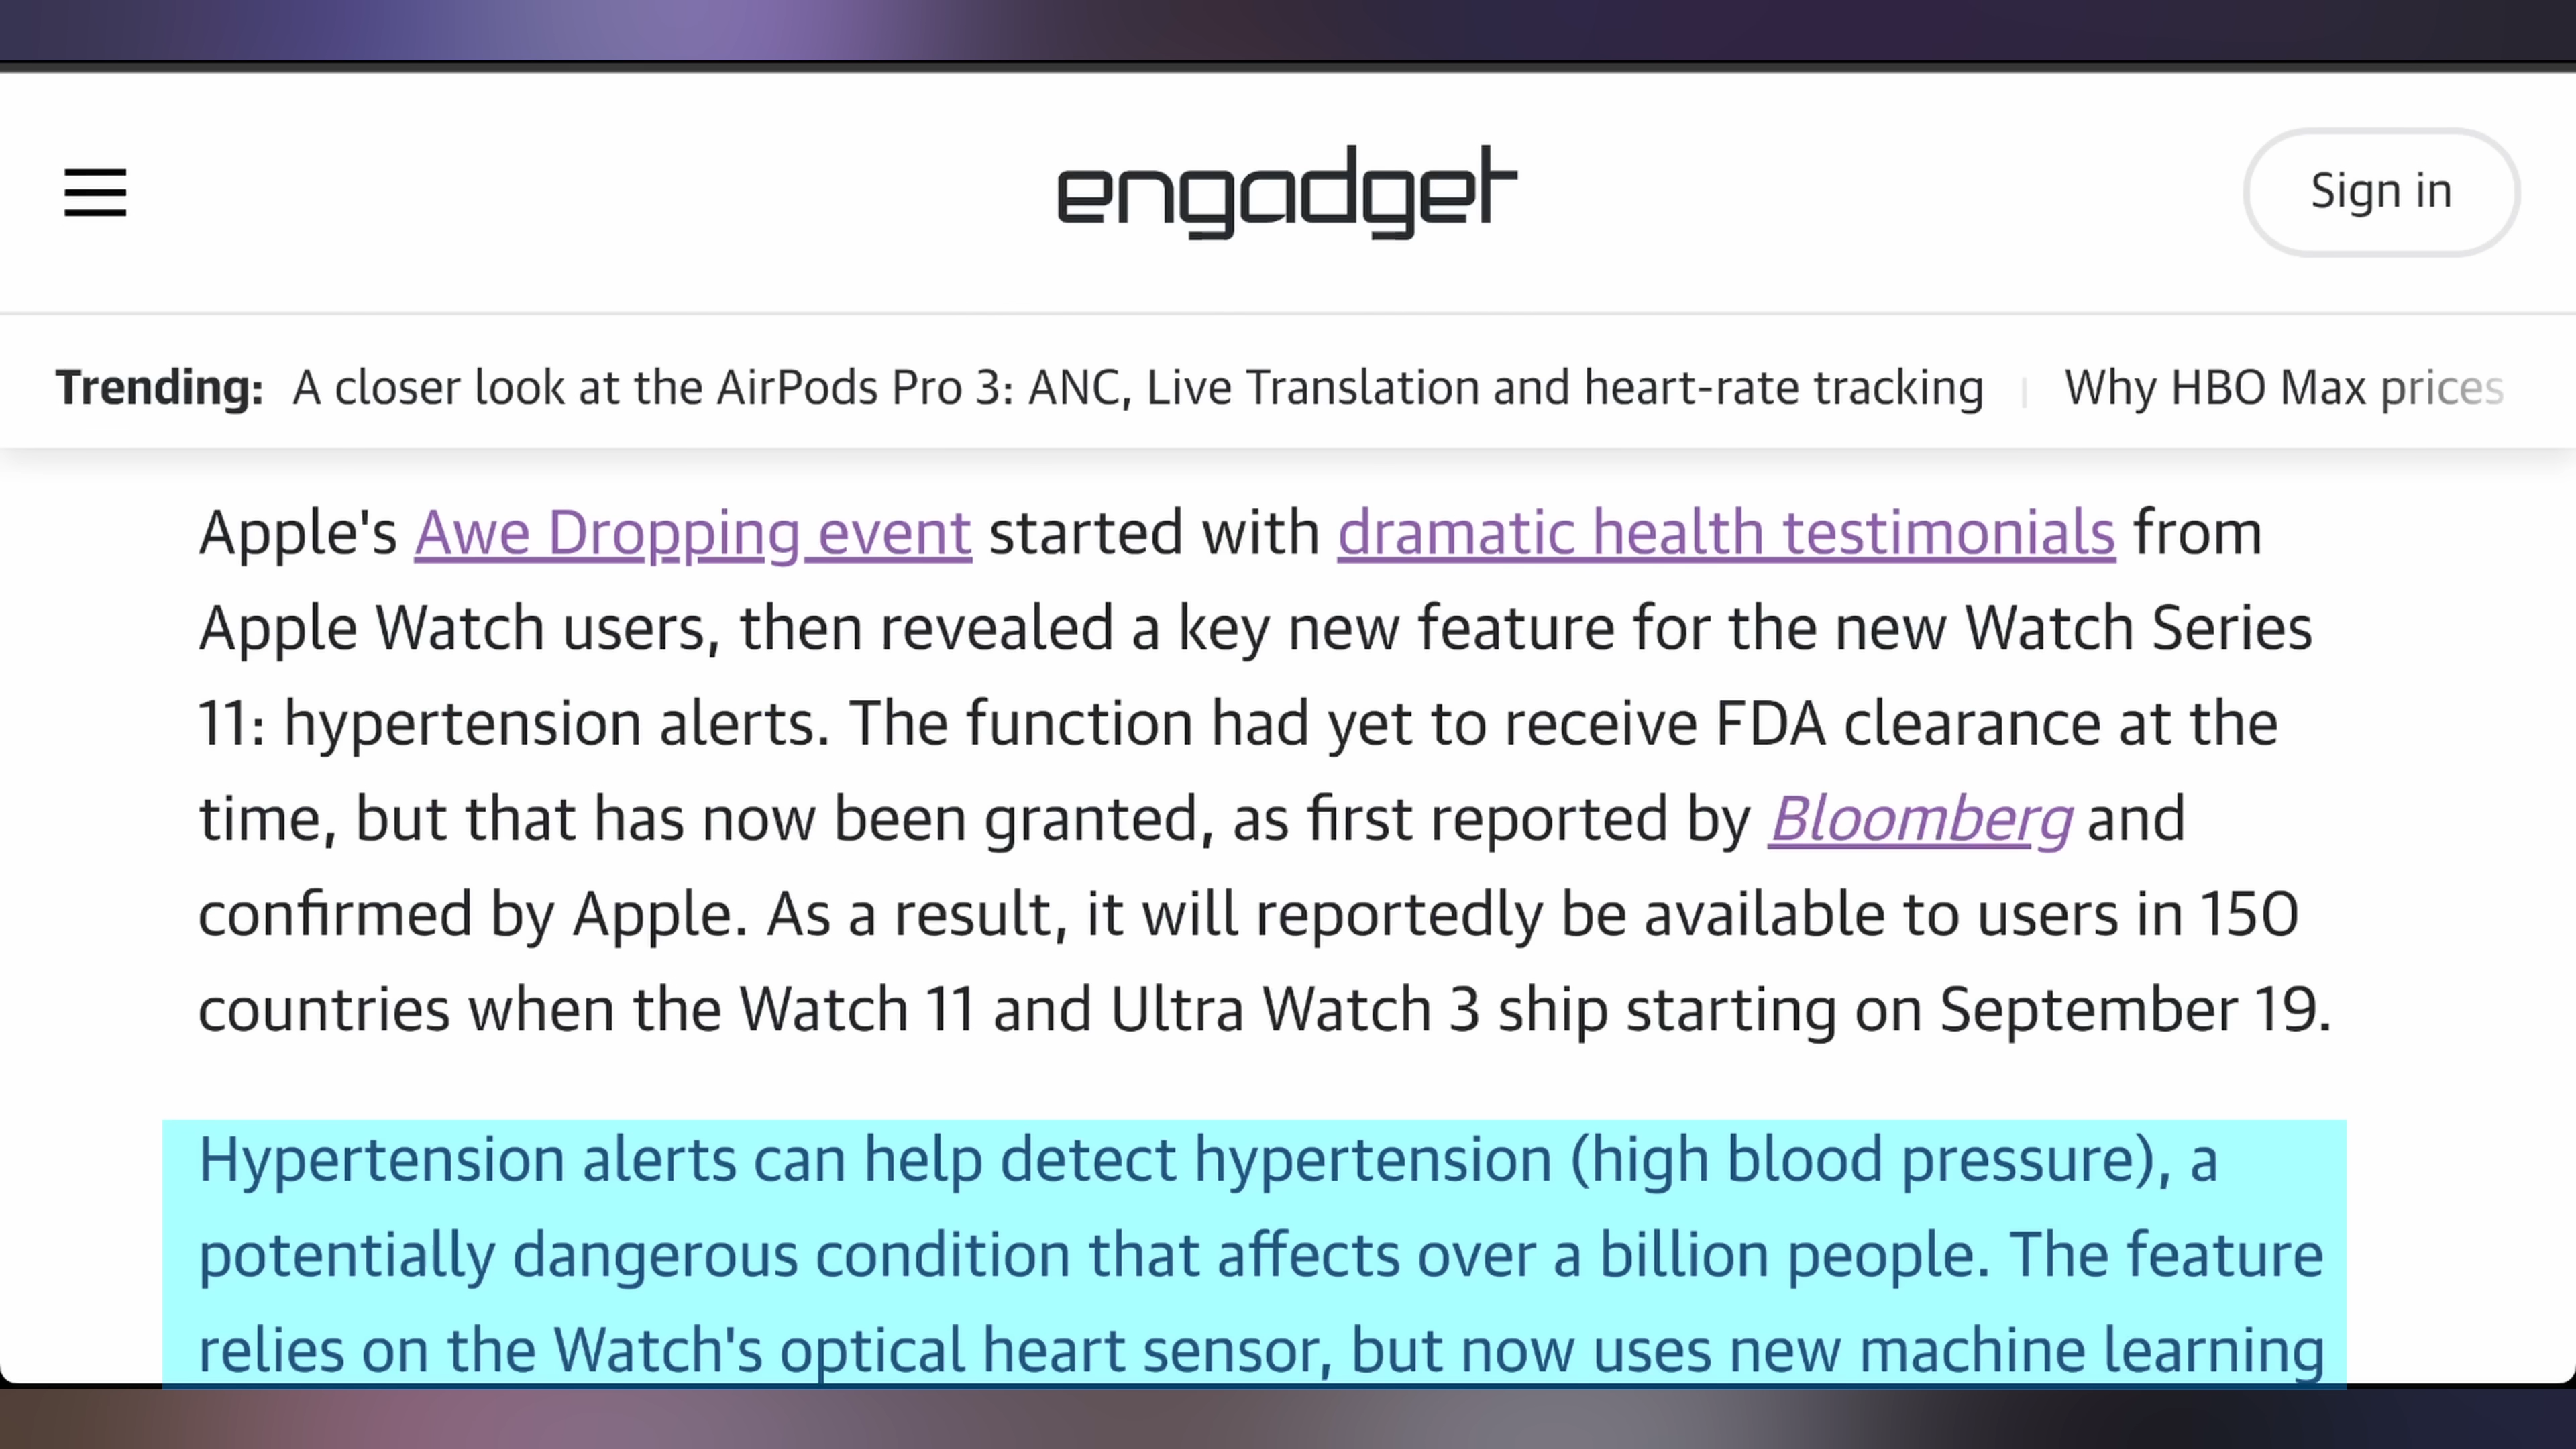 engadget
Sign in
Trending: A closer look at the AirPods Pro 3: ANC, Live Translation and heart-rate tracking | Why HBO Max prices
Apple's Awe Dropping event started with dramatic health testimonials from
Apple Watch users, then revealed a key new feature for the new Watch Series
11: hypertension alerts. The function had yet to receive FDA clearance at the
time, but that has now been granted, as first reported by Bloomberg and
confirmed by Apple. As a result, it will reportedly be available to users in 150
countries when the Watch 11 and Ultra Watch 3 ship starting on September 19.
Hypertension alerts can help detect hypertension (high blood pressure), a
potentially dangerous condition that affects over a billion people. The feature
relies on the Watch's optical heart sensor, but now uses new machine learning